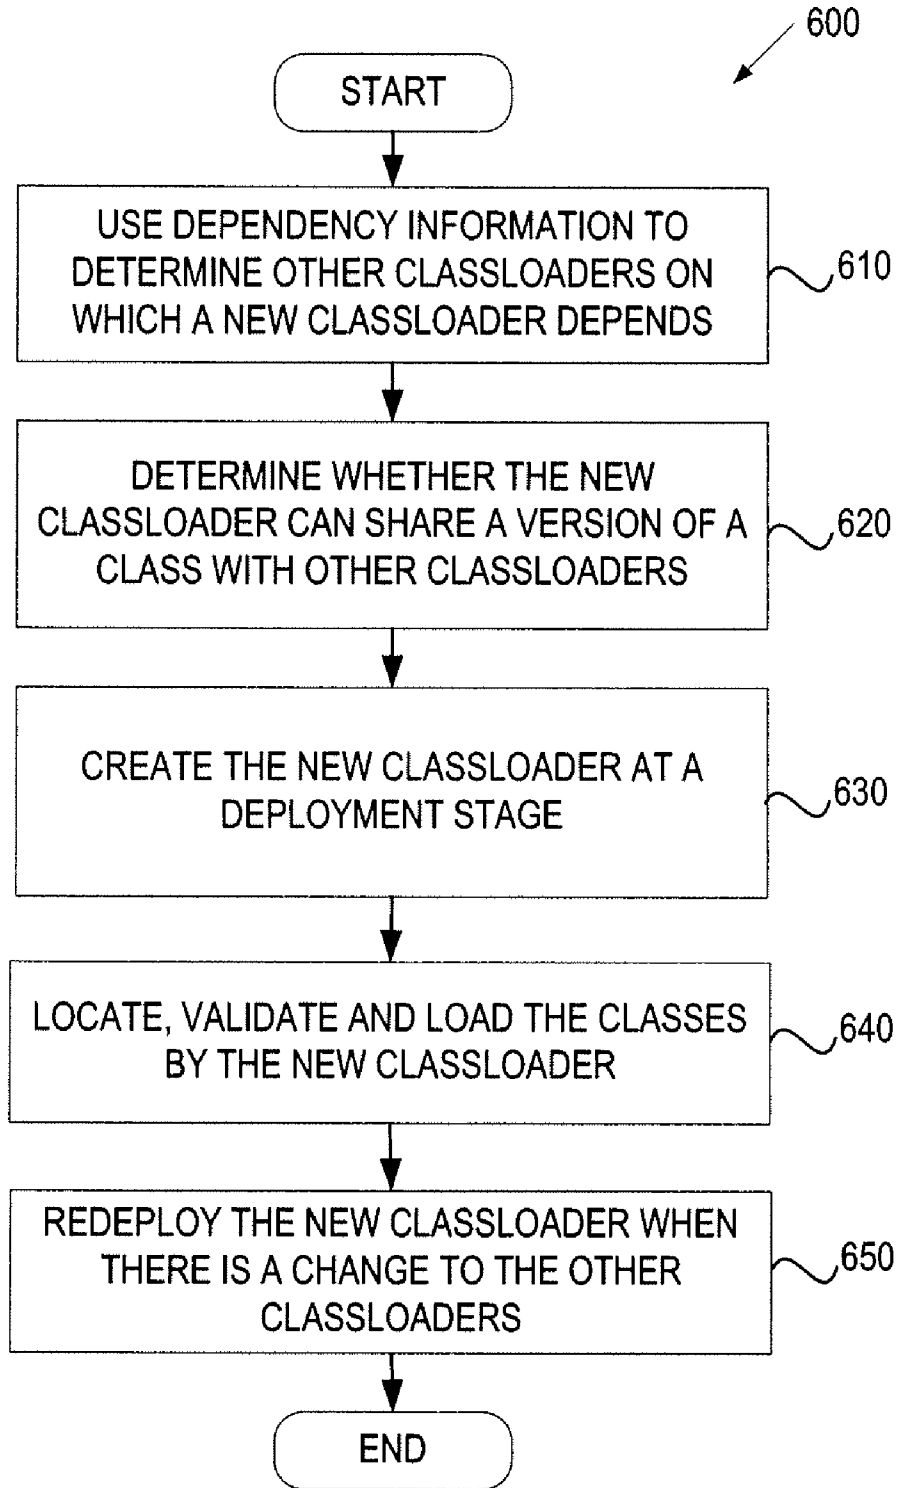 600
START
USE DEPENDENCY INFORMATION TO
DETERMINE OTHER CLASSLOADERS ON
WHICH A NEW CLASSLOADER DEPENDS
610
DETERMINE WHETHER THE NEW
CLASSLOADER CAN SHARE A VERSION OF A
CLASS WITH OTHER CLASSLOADERS
620
CREATE THE NEW CLASSLOADER AT A
DEPLOYMENT STAGE
630
LOCATE, VALIDATE AND LOAD THE CLASSES
BY THE NEW CLASSLOADER
640
REDEPLOY THE NEW CLASSLOADER WHEN
THERE IS A CHANGE TO THE OTHER
CLASSLOADERS
650
END